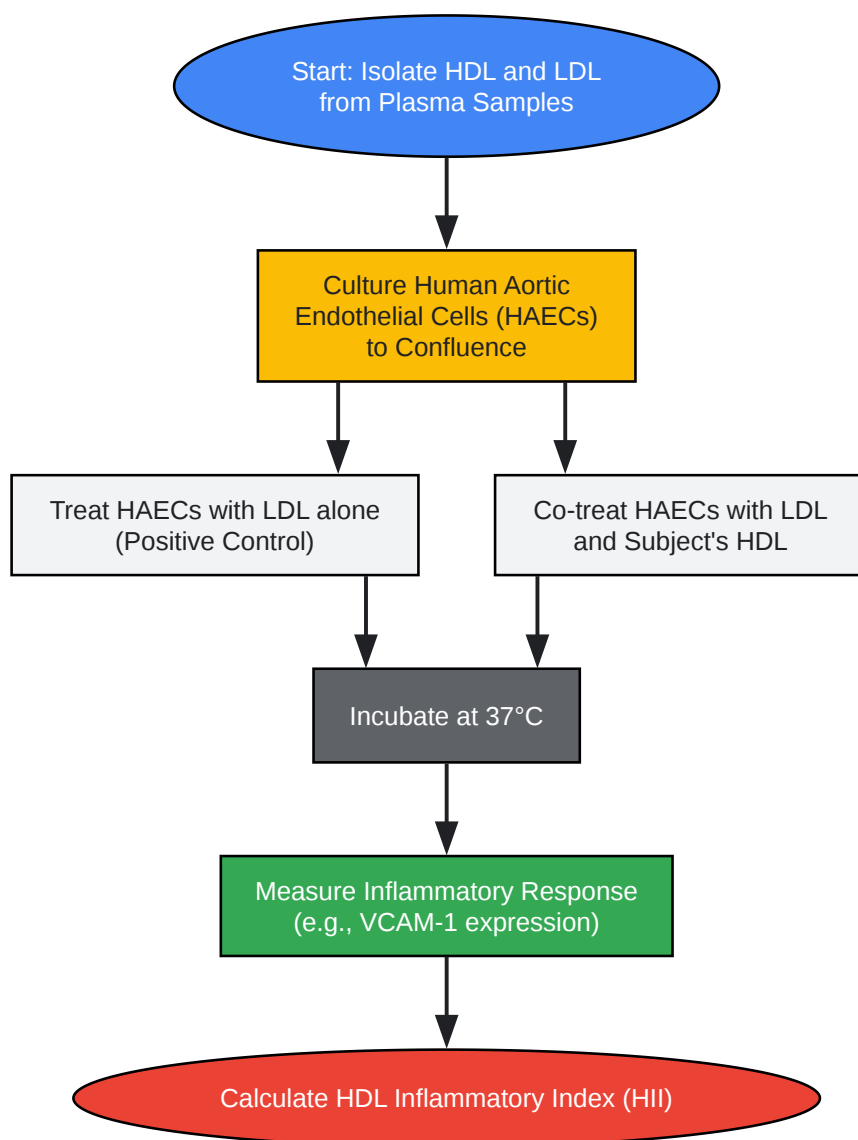 Start: Isolate HDL and LDL
from Plasma Samples
Culture Human Aortic
Endothelial Cells (HAECs)
to Confluence
Treat HAECs with LDL alone
(Positive Control)
Co-treat HAECs with LDL
and Subject's HDL
Incubate at 37°C
Measure Inflammatory Response
(e.g., VCAM-1 expression)
Calculate HDL Inflammatory Index (HII)